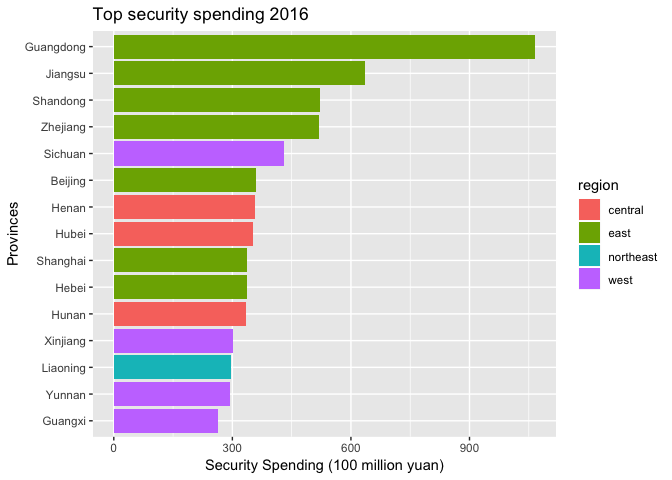 Top security spending 2016
Provinces
Guangdong
Jiangsu
Shandong
Zhejiang
Sichuan
Beijing
Henan
Hubei
Shanghai
Hebei
Hunan
Xinjiang
Liaoning
Yunnan
Guangxi
0 300 600 900
Security Spending (100 million yuan)
region
central
east
northeast
west